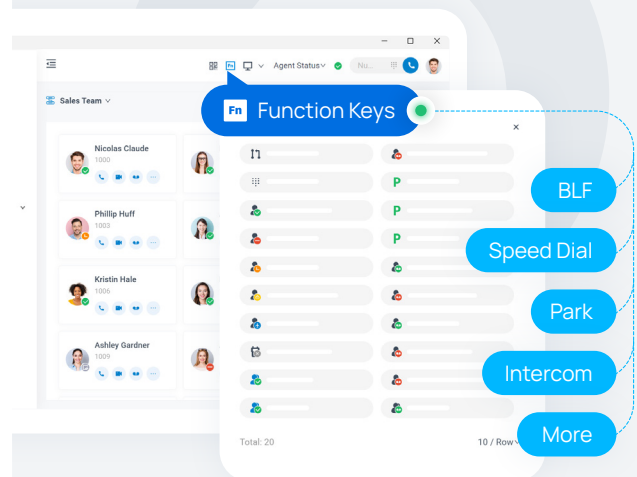 Fn
Agent Status
Nu...
Sales Team
Fn Function Keys
Nicolas Claude
1000
Phillip Huff
1003
Kristin Hale
1006
Ashley Gardner
1009
P
P
P
Total: 20
10 / Row
BLF
Speed Dial
Park
Intercom
More